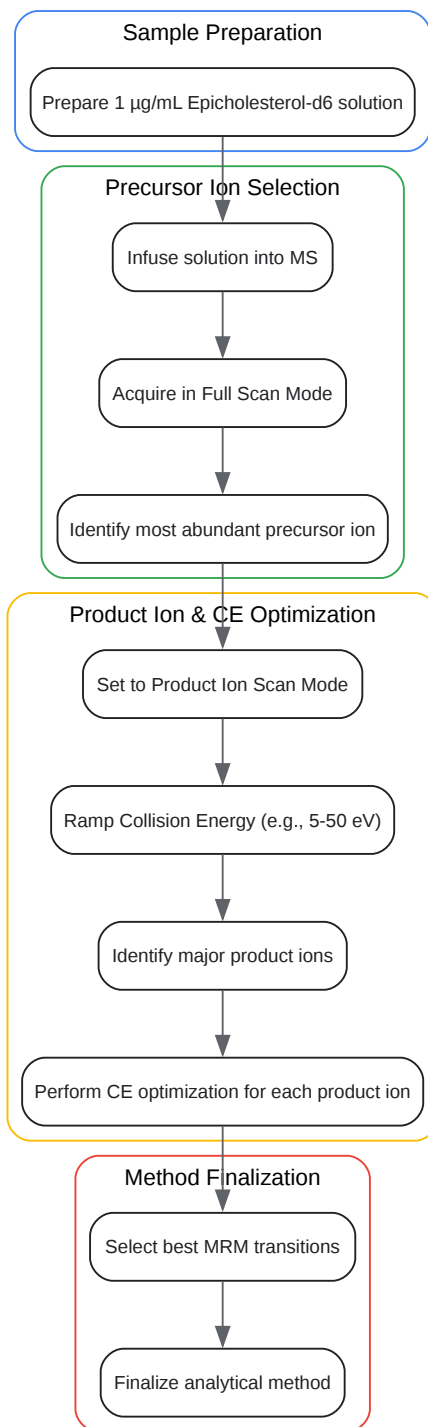 Sample Preparation
Prepare 1 µg/mL Epicholesterol-d6 solution
Precursor Ion Selection
Infuse solution into MS
Acquire in Full Scan Mode
Identify most abundant precursor ion
Product Ion & CE Optimization
Set to Product Ion Scan Mode
Ramp Collision Energy (e.g., 5-50 eV)
Identify major product ions
Perform CE optimization for each product ion
Method Finalization
Select best MRM transitions
Finalize analytical method